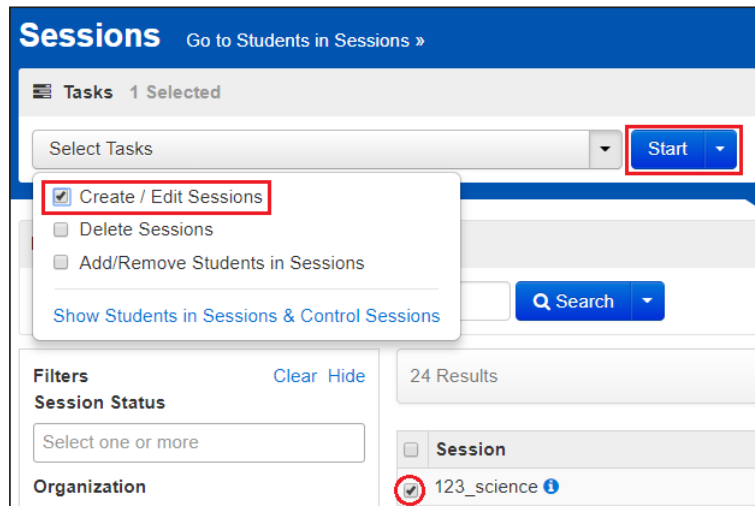 Sessions Go to Students in Sessions »
Tasks 1 Selected
Select Tasks
Start
Create / Edit Sessions
Delete Sessions
Add/Remove Students in Sessions
Show Students in Sessions & Control Sessions
Search
Filters Clear Hide
24 Results
Session Status
Select one or more
Session
Organization
123_science